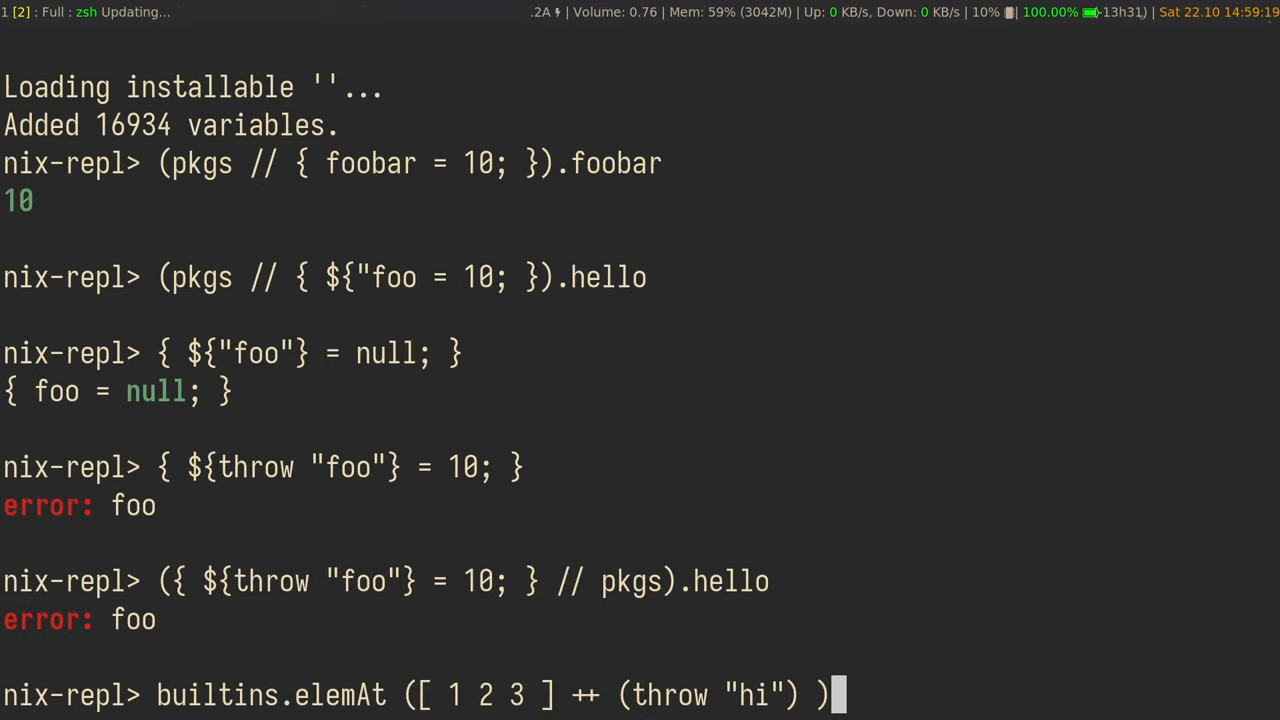 1 [2] : Full : zsh Updating... .2A | Volume: 0.76 | Mem: 59% (3042M) | Up: 0 KB/s, Down: 0 KB/s | 10% | 100.00% -13h31) | Sat 22.10 14:59:19
Loading installable ''...
Added 16934 variables.
nix-repl> (pkgs // { foobar = 10; }).foobar
10
nix-repl> (pkgs // { ${"foo = 10; }).hello
nix-repl> { ${"foo"} = null; }
{ foo = null; }
nix-repl> { ${throw "foo"} = 10; }
error: foo
nix-repl> ({ ${throw "foo"} = 10; } // pkgs).hello
error: foo
nix-repl> builtins.elemAt ([ 1 2 3 ] ++ (throw "hi") )